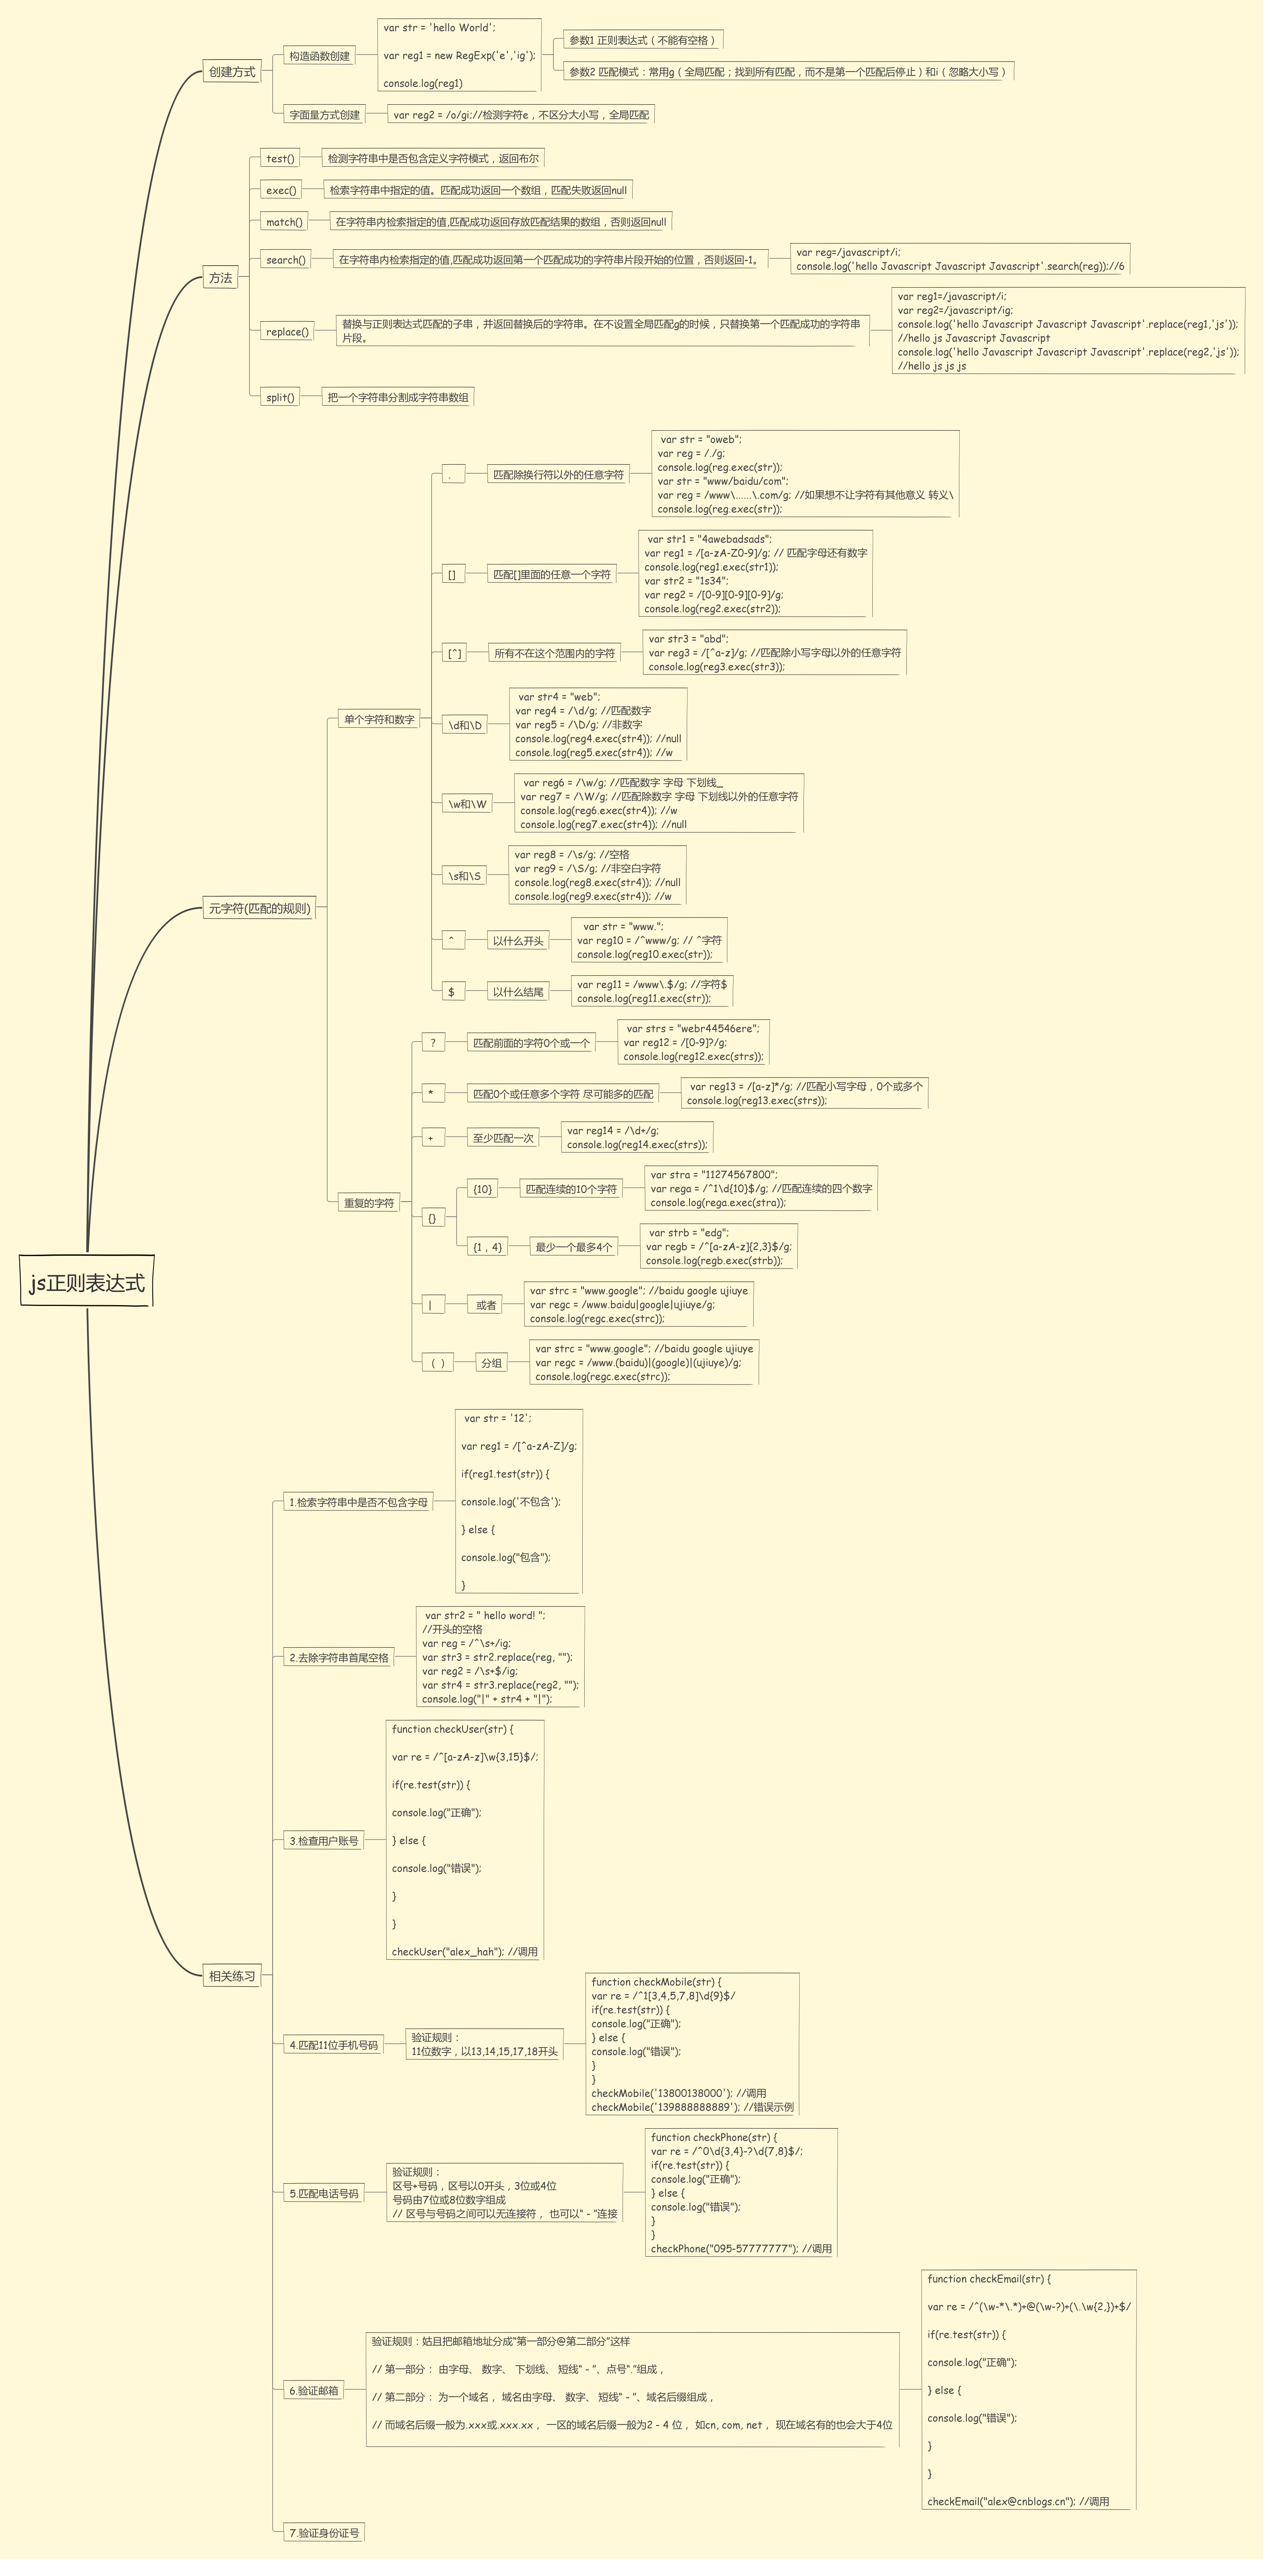 js正则表达式
创建方式
构造函数创建
var str = 'hello World';
var reg1 = new RegExp('e','ig');
console.log(reg1)
参数1 正则表达式（不能有空格）
参数2 匹配模式：常用g（全局匹配；找到所有匹配，而不是第一个匹配后停止）和i（忽略大小写）
字面量方式创建
var reg2 = /o/gi;//检测字符e，不区分大小写，全局匹配
方法
test()
检测字符串中是否包含定义字符模式，返回布尔
exec()
检索字符串中指定的值。匹配成功返回一个数组，匹配失败返回null
match()
在字符串内检索指定的值,匹配成功返回存放匹配结果的数组，否则返回null
search()
在字符串内检索指定的值,匹配成功返回第一个匹配成功的字符串片段开始的位置，否则返回-1。
var reg=/javascript/i;
console.log('hello Javascript Javascript Javascript'.search(reg));//6
replace()
替换与正则表达式匹配的子串，并返回替换后的字符串。在不设置全局匹配g的时候，只替换第一个匹配成功的字符串
片段。
var reg1=/javascript/i;
var reg2=/javascript/ig;
console.log('hello Javascript Javascript Javascript'.replace(reg1,'js'));
//hello js Javascript Javascript
console.log('hello Javascript Javascript Javascript'.replace(reg2,'js'));
//hello js js js
split()
把一个字符串分割成字符串数组
元字符(匹配的规则)
单个字符和数字
.
匹配除换行符以外的任意字符
var str = "oweb";
var reg = /./g;
console.log(reg.exec(str));
var str = "www/baidu/com";
var reg = /www\......\.com/g; //如果想不让字符有其他意义 转义\
console.log(reg.exec(str));
[]
匹配[]里面的任意一个字符
var str1 = "4awebadsads";
var reg1 = /[a-zA-Z0-9]/g; // 匹配字母还有数字
console.log(reg1.exec(str1));
var str2 = "1s34";
var reg2 = /[0-9][0-9][0-9]/g;
console.log(reg2.exec(str2));
[^]
所有不在这个范围内的字符
var str3 = "abd";
var reg3 = /[^a-z]/g; //匹配除小写字母以外的任意字符
console.log(reg3.exec(str3));
\d和\D
var str4 = "web";
var reg4 = /\d/g; //匹配数字
var reg5 = /\D/g; //非数字
console.log(reg4.exec(str4)); //null
console.log(reg5.exec(str4)); //w
\w和\W
var reg6 = /\w/g; //匹配数字 字母 下划线_
var reg7 = /\W/g; //匹配除数字 字母 下划线以外的任意字符
console.log(reg6.exec(str4)); //w
console.log(reg7.exec(str4)); //null
\s和\S
var reg8 = /\s/g; //空格
var reg9 = /\S/g; //非空白字符
console.log(reg8.exec(str4)); //null
console.log(reg9.exec(str4)); //w
^
以什么开头
var str = "www.";
var reg10 = /^www/g; // ^字符
console.log(reg10.exec(str));
$
以什么结尾
var reg11 = /www\.$/g; //字符$
console.log(reg11.exec(str));
重复的字符
?
匹配前面的字符0个或一个
var strs = "webr44546ere";
var reg12 = /[0-9]?/g;
console.log(reg12.exec(strs));
*
匹配0个或任意多个字符 尽可能多的匹配
var reg13 = /[a-z]*/g; //匹配小写字母，0个或多个
console.log(reg13.exec(strs));
+
至少匹配一次
var reg14 = /\d+/g;
console.log(reg14.exec(strs));
{}
{10}
匹配连续的10个字符
var stra = "11274567800";
var rega = /^1\d{10}$/g; //匹配连续的四个数字
console.log(rega.exec(stra));
{1，4}
最少一个最多4个
var strb = "edg";
var regb = /^[a-zA-z]{2,3}$/g;
console.log(regb.exec(strb));
|
或者
var strc = "www.google"; //baidu google ujiuye
var regc = /www.baidu|google|ujiuye/g;
console.log(regc.exec(strc));
（ ）
分组
var strc = "www.google"; //baidu google ujiuye
var regc = /www.(baidu)|(google)|(ujiuye)/g;
console.log(regc.exec(strc));
相关练习
1.检索字符串中是否不包含字母
var str = '12';
var reg1 = /[^a-zA-Z]/g;
if(reg1.test(str)) {
console.log('不包含');
} else {
console.log("包含");
}
2.去除字符串首尾空格
var str2 = " hello word! ";
//开头的空格
var reg = /^\s+/ig;
var str3 = str2.replace(reg, "");
var reg2 = /\s+$/ig;
var str4 = str3.replace(reg2, "");
console.log("|" + str4 + "|");
3.检查用户账号
function checkUser(str) {
var re = /^[a-zA-z]\w{3,15}$/;
if(re.test(str)) {
console.log("正确");
} else {
console.log("错误");
}
}
checkUser("alex_hah"); //调用
4.匹配11位手机号码
验证规则：
11位数字，以13,14,15,17,18开头
function checkMobile(str) {
var re = /^1[3,4,5,7,8]\d{9}$/
if(re.test(str)) {
console.log("正确");
} else {
console.log("错误");
}
}
checkMobile('13800138000'); //调用
checkMobile('139888888889'); //错误示例
5.匹配电话号码
验证规则：
区号+号码，区号以0开头，3位或4位
号码由7位或8位数字组成
// 区号与号码之间可以无连接符， 也可以“ - ”连接
function checkPhone(str) {
var re = /^0\d{3,4}-?\d{7,8}$/;
if(re.test(str)) {
console.log("正确");
} else {
console.log("错误");
}
}
checkPhone("095-57777777"); //调用
6.验证邮箱
验证规则：姑且把邮箱地址分成“第一部分@第二部分”这样
// 第一部分： 由字母、 数字、 下划线、 短线“ - ”、点号“.”组成，
// 第二部分： 为一个域名， 域名由字母、 数字、 短线“ - ”、域名后缀组成，
// 而域名后缀一般为.xxx或.xxx.xx， 一区的域名后缀一般为2 - 4 位， 如cn, com, net， 现在域名有的也会大于4位
function checkEmail(str) {
var re = /^(\w-*\.*)+@(\w-?)+(\.\w{2,})+$/
if(re.test(str)) {
console.log("正确");
} else {
console.log("错误");
}
}
checkEmail("alex@cnblogs.cn"); //调用
7.验证身份证号